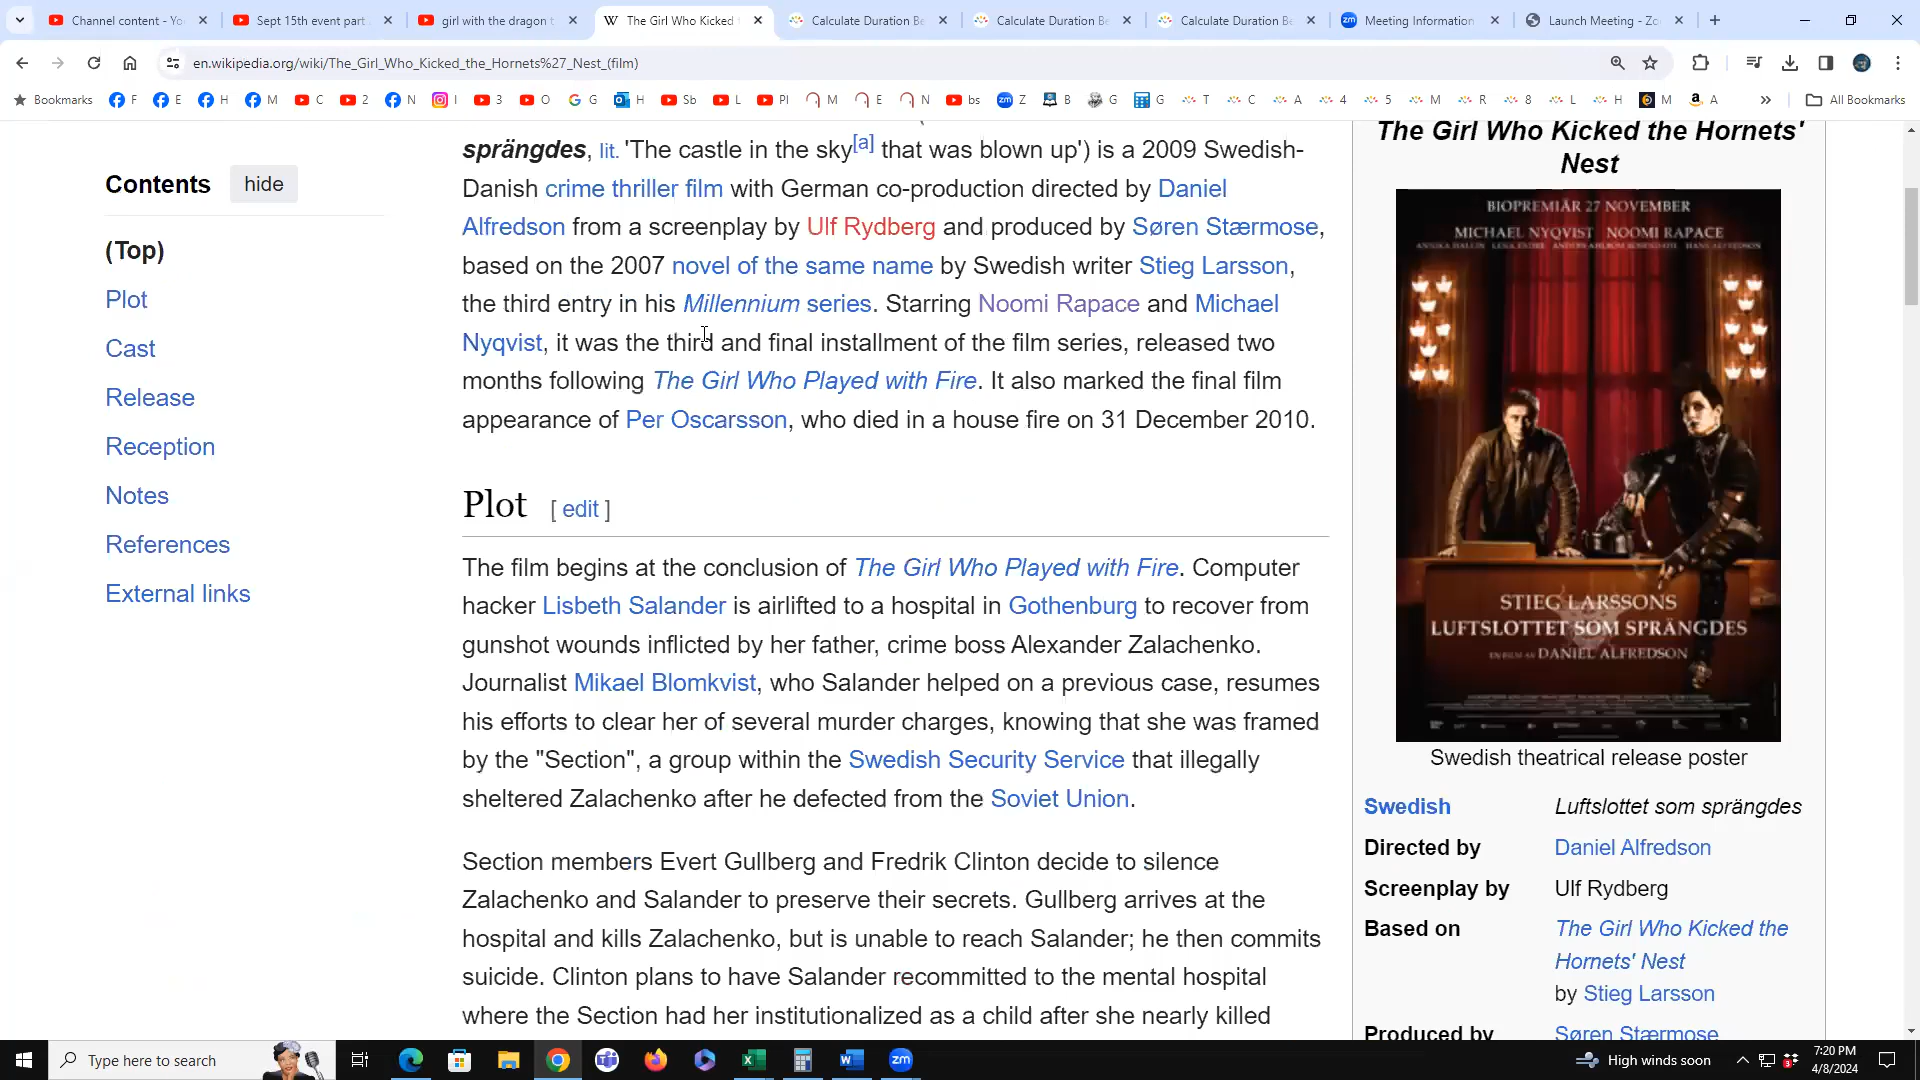 Channel content - Yo
Sept 15th event part
girl with the dragon t
The Girl Who Kicked
Calculate Duration Be
Calculate Duration Be
Calculate Duration Be
Meeting Information
Launch Meeting - Zo
en.wikipedia.org/wiki/The_Girl_Who_Kicked_the_Hornets%27_Nest_(film)
Bookmarks F E H M C 2 N I 3 O G H Sb L Pl M E N bs Z B G G T C A 4 5 M R 8 L H M A » All Bookmarks
Contents hide
(Top)
Plot
Cast
Release
Reception
Notes
References
External links
sprängdes, lit. 'The castle in the sky[a] that was blown up') is a 2009 Swedish-
Danish crime thriller film with German co-production directed by Daniel
Alfredson from a screenplay by Ulf Rydberg and produced by Søren Stærmose,
based on the 2007 novel of the same name by Swedish writer Stieg Larsson,
the third entry in his Millennium series. Starring Noomi Rapace and Michael
Nyqvist, it was the third and final installment of the film series, released two
months following The Girl Who Played with Fire. It also marked the final film
appearance of Per Oscarsson, who died in a house fire on 31 December 2010.
Plot [ edit ]
The film begins at the conclusion of The Girl Who Played with Fire. Computer
hacker Lisbeth Salander is airlifted to a hospital in Gothenburg to recover from
gunshot wounds inflicted by her father, crime boss Alexander Zalachenko.
Journalist Mikael Blomkvist, who Salander helped on a previous case, resumes
his efforts to clear her of several murder charges, knowing that she was framed
by the "Section", a group within the Swedish Security Service that illegally
sheltered Zalachenko after he defected from the Soviet Union.
Section members Evert Gullberg and Fredrik Clinton decide to silence
Zalachenko and Salander to preserve their secrets. Gullberg arrives at the
hospital and kills Zalachenko, but is unable to reach Salander; he then commits
suicide. Clinton plans to have Salander recommitted to the mental hospital
where the Section had her institutionalized as a child after she nearly killed
The Girl Who Kicked the Hornets'
Nest
BIOPREMIÄR 27 NOVEMBER
MICHAEL NYQVIST NOOMI RAPACE
STIEG LARSSONS
LUFTSLOTTET SOM SPRÄNGDES
EN FILM AV DANIEL ALFREDSON
Swedish theatrical release poster
Swedish Luftslottet som sprängdes
Directed by Daniel Alfredson
Screenplay by Ulf Rydberg
Based on The Girl Who Kicked the
Hornets' Nest
by Stieg Larsson
Produced by Søren Stærmose
Type here to search
High winds soon
7:20 PM
4/8/2024